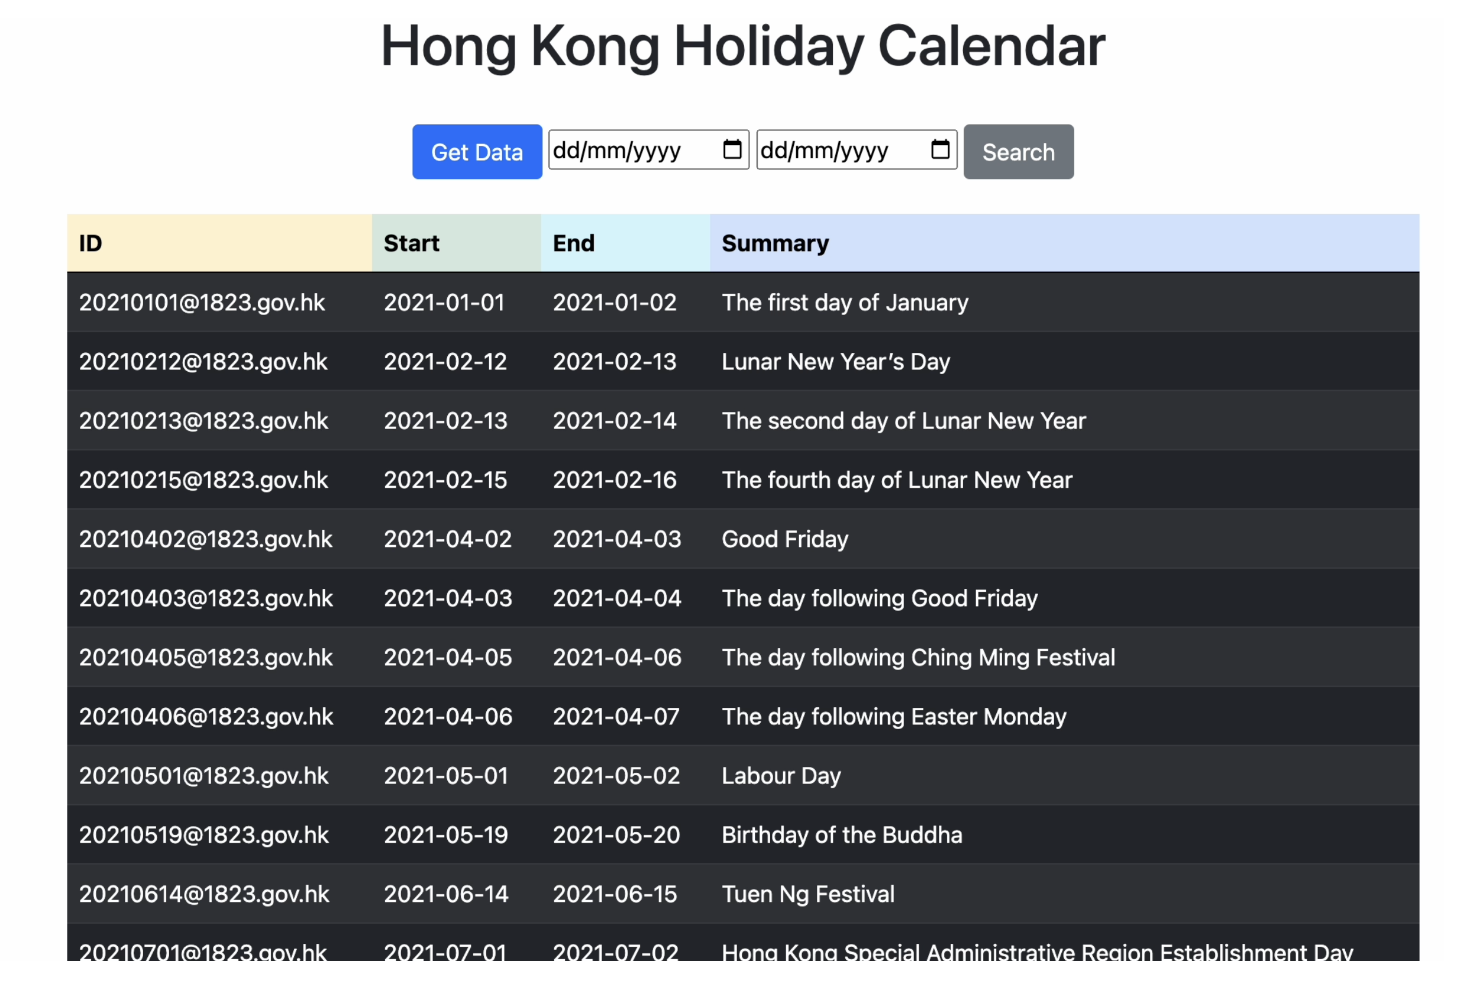 Hong Kong Holiday Calendar
Get Data dd/mm/yyyy dd/mm/yyyy Search
ID Start End Summary
20210101@1823.gov.hk 2021-01-01 2021-01-02 The first day of January
20210212@1823.gov.hk 2021-02-12 2021-02-13 Lunar New Year’s Day
20210213@1823.gov.hk 2021-02-13 2021-02-14 The second day of Lunar New Year
20210215@1823.gov.hk 2021-02-15 2021-02-16 The fourth day of Lunar New Year
20210402@1823.gov.hk 2021-04-02 2021-04-03 Good Friday
20210403@1823.gov.hk 2021-04-03 2021-04-04 The day following Good Friday
20210405@1823.gov.hk 2021-04-05 2021-04-06 The day following Ching Ming Festival
20210406@1823.gov.hk 2021-04-06 2021-04-07 The day following Easter Monday
20210501@1823.gov.hk 2021-05-01 2021-05-02 Labour Day
20210519@1823.gov.hk 2021-05-19 2021-05-20 Birthday of the Buddha
20210614@1823.gov.hk 2021-06-14 2021-06-15 Tuen Ng Festival
20210701@1823.gov.hk 2021-07-01 2021-07-02 Hong Kong Special Administrative Region Establishment Day